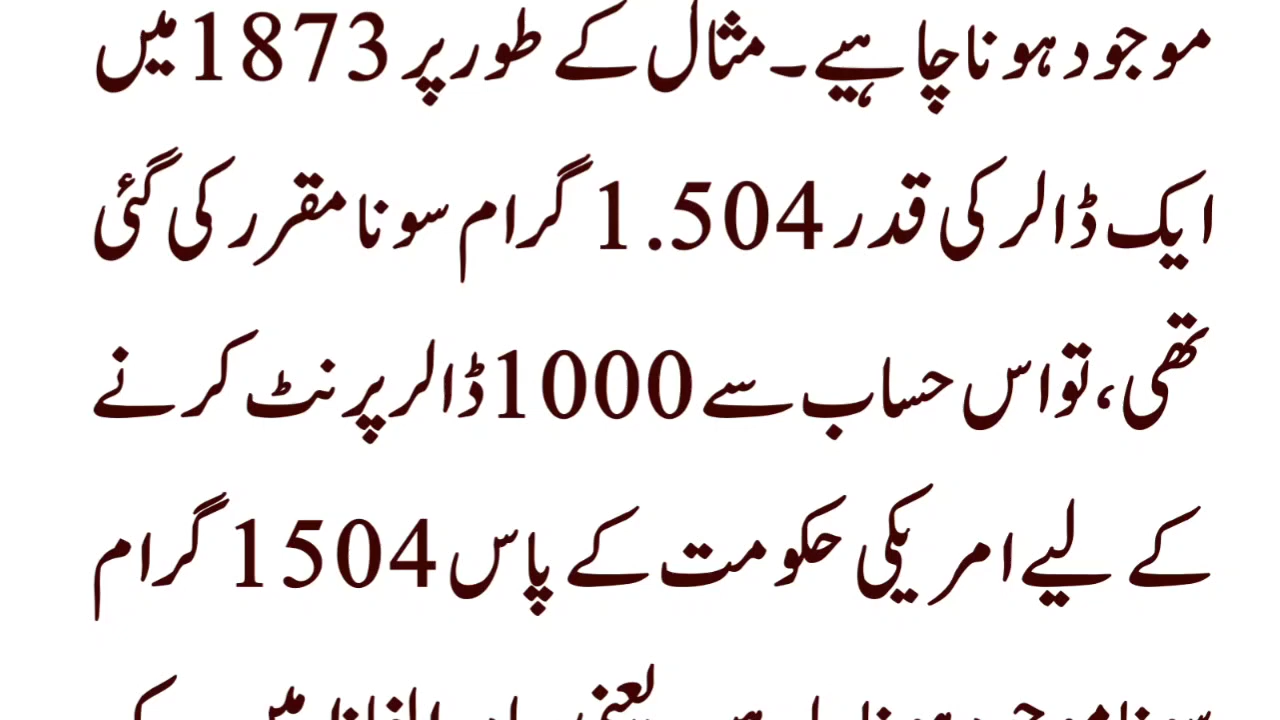 موجود ہونا چاہیے۔ مثال کے طور پر 1873 میں
ایک ڈالر کی قدر 1.504 گرام سونا مقرر کی گئی
تھی، تو اس حساب سے 1000 ڈالر پرنٹ کرنے
کے لیے امریکی حکومت کے پاس 1504 گرام
یعنی